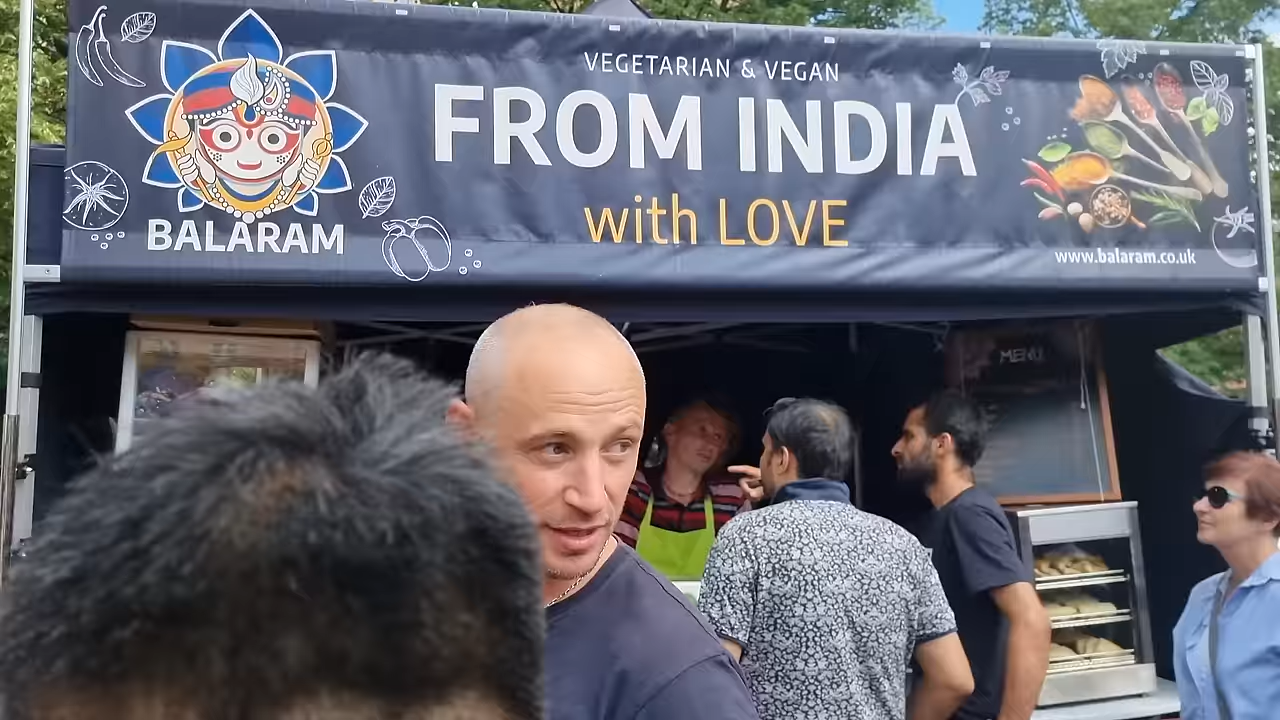 VEGETARIAN & VEGAN
FROM INDIA
with LOVE
BALARAM
www.balaram.co.uk
MENU